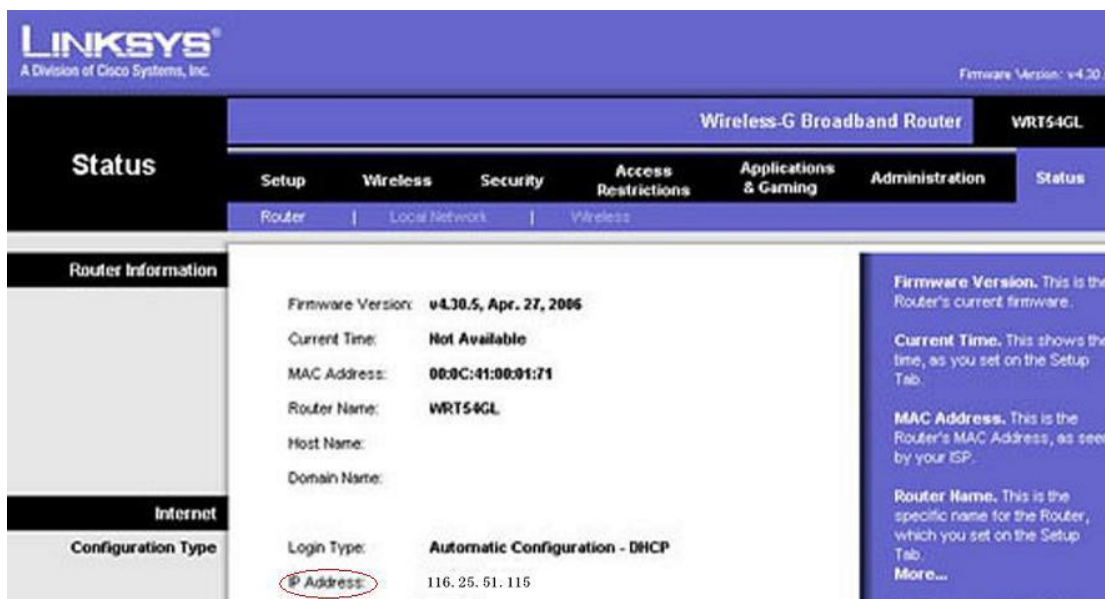 LINKSYS®
A Division of Cisco Systems, Inc.
Firmware Version: v4.30.
Wireless-G Broadband Router WRT54GL
Status
Setup Wireless Security Access Restrictions Applications & Gaming Administration Status
Router | Local Network | Wireless
Router Information
Firmware Version: v4.30.5, Apr. 27, 2006
Current Time: Not Available
MAC Address: 00:0C:41:00:01:71
Router Name: WRT54GL
Host Name:
Domain Name:
Internet
Configuration Type
Login Type: Automatic Configuration - DHCP
IP Address: 116.25.51.115
Firmware Version. This is the
Router's current firmware.
Current Time. This shows the
time, as you set on the Setup
Tab.
MAC Address. This is the
Router's MAC Address, as seen
by your ISP.
Router Name. This is the
specific name for the Router,
which you set on the Setup
Tab.
More...